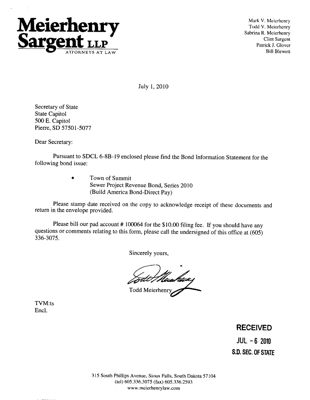 Meierhenry
Sargent LLP
ATTORNEYS AT LAW
Mark V. Meierhenry
Todd V. Meierhenry
Sabrina R. Meierhenry
Clint Sargent
Patrick J. Glover
Bill Blewett
July 1, 2010
Secretary of State
State Capitol
500 E. Capitol
Pierre, SD 57501-5077
Dear Secretary:
Pursuant to SDCL 6-8B-19 enclosed please find the Bond Information Statement for the
following bond issue:
• Town of Summit
Sewer Project Revenue Bond, Series 2010
(Build America Bond-Direct Pay)
Please stamp date received on the copy to acknowledge receipt of these documents and
return in the envelope provided.
Please bill our pad account # 100064 for the $10.00 filing fee. If you should have any
questions or comments relating to this form, please call the undersigned of this office at (605)
336-3075.
Sincerely yours,
Todd Meierhenry
TVM:ts
Encl.
RECEIVED
JUL - 6 2010
S.D. SEC. OF STATE
315 South Phillips Avenue, Sioux Falls, South Dakota 57104
(tel) 605.336.3075 (fax) 605.336.2593
www.meierhenrylaw.com